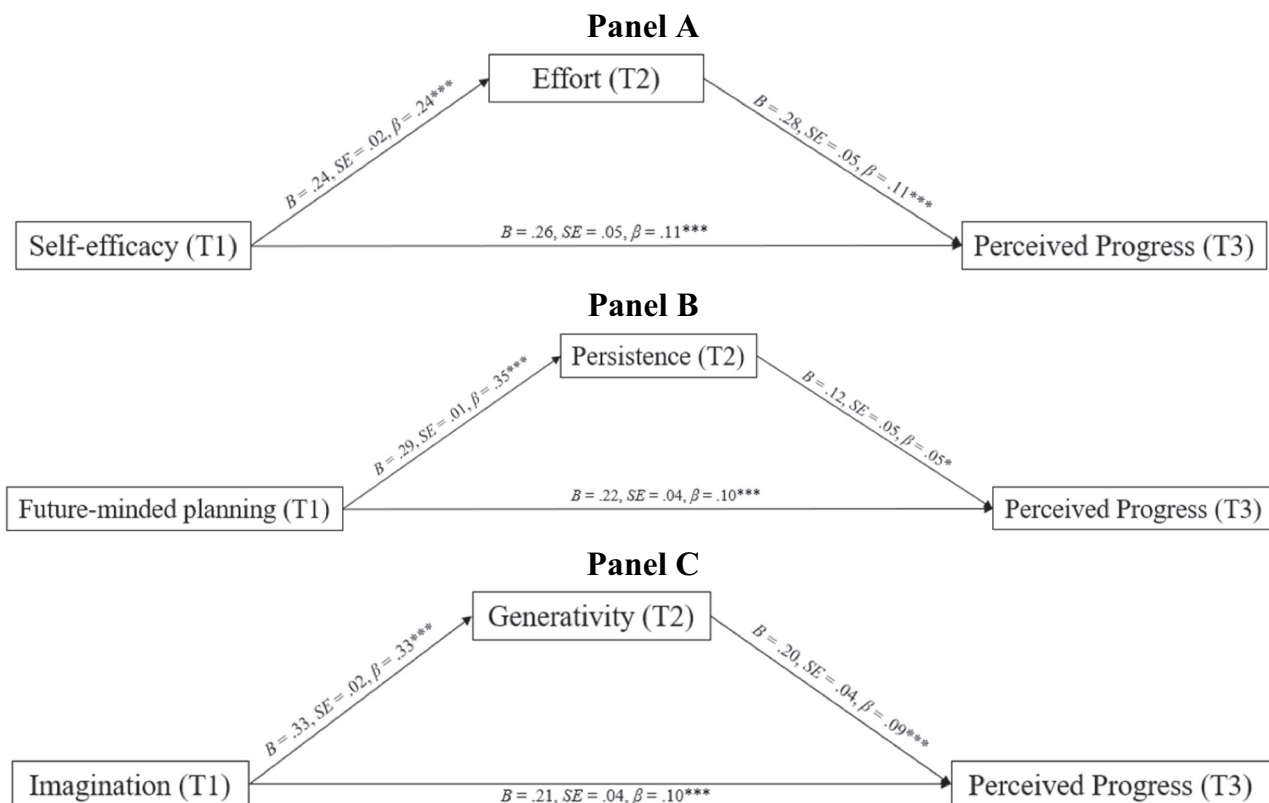 Panel A
Effort (T2)
B = .24, SE = .02, β = .24***
B = .28, SE = .05, β = .11***
Self-efficacy (T1)
B = .26, SE = .05, β = .11***
Perceived Progress (T3)
Panel B
Persistence (T2)
B = .29, SE = .01, β = .35***
B = .12, SE = .05, β = .05*
Future-minded planning (T1)
B = .22, SE = .04, β = .10***
Perceived Progress (T3)
Panel C
Generativity (T2)
B = .33, SE = .02, β = .33***
B = .20, SE = .04, β = .09***
Imagination (T1)
B = .21, SE = .04, β = .10***
Perceived Progress (T3)